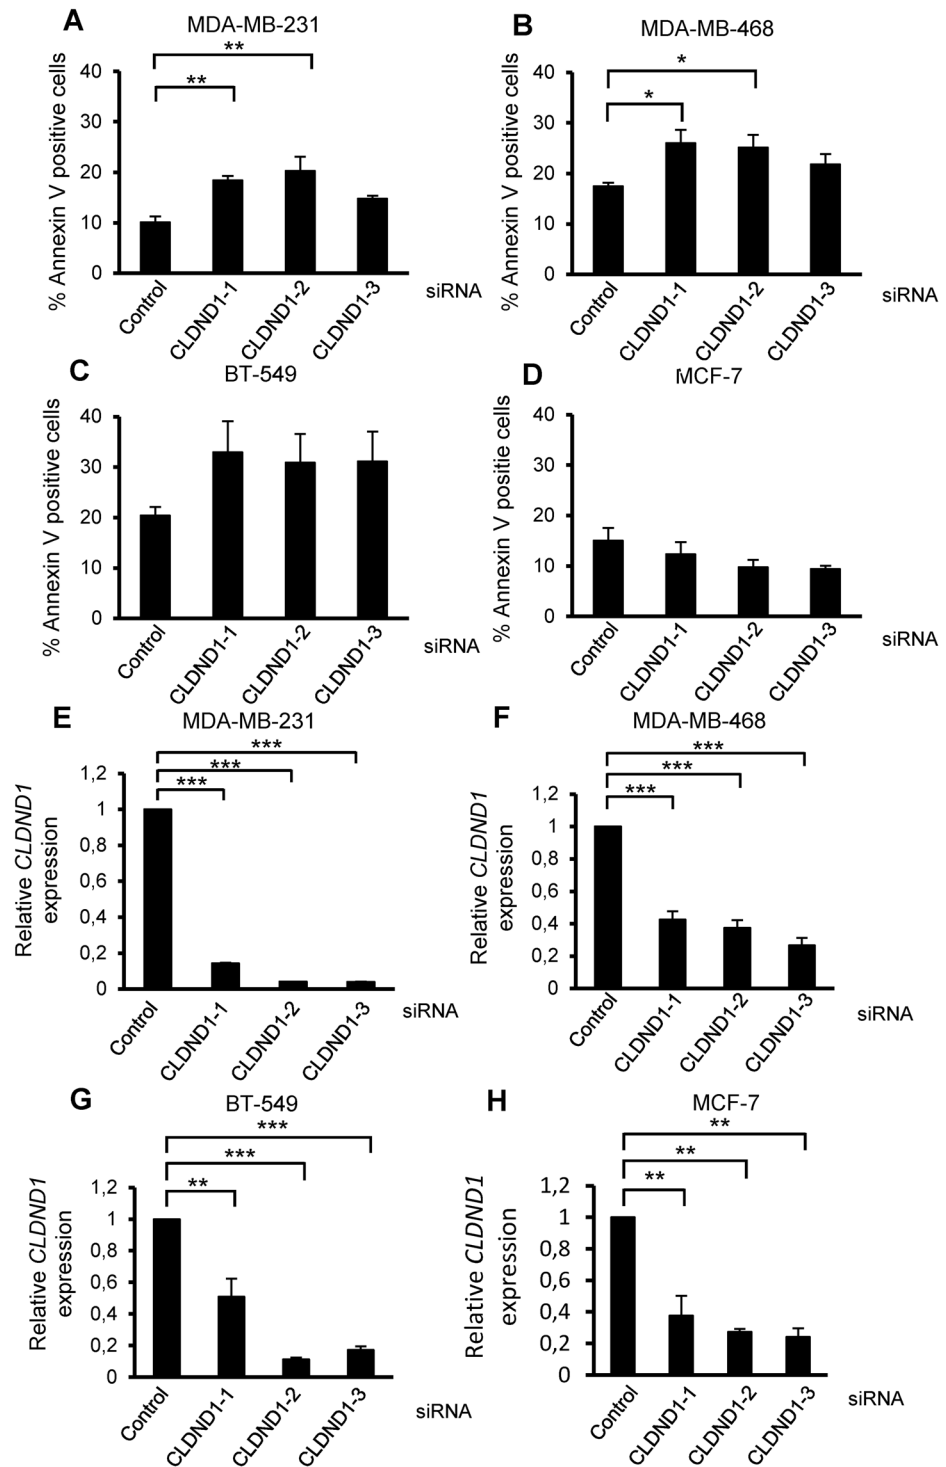 A
MDA-MB-231
**
**
% Annexin V positive cells
40
30
20
10
0
Control
CLDND1-1
CLDND1-2
CLDND1-3
siRNA
B
MDA-MB-468
*
*
% Annexin V positive cells
40
30
20
10
0
Control
CLDND1-1
CLDND1-2
CLDND1-3
siRNA
C
BT-549
% Annexin V positive cells
40
30
20
10
0
Control
CLDND1-1
CLDND1-2
CLDND1-3
siRNA
D
MCF-7
% Annexin V positie cells
40
30
20
10
0
Control
CLDND1-1
CLDND1-2
CLDND1-3
siRNA
E
MDA-MB-231
***
***
***
Relative CLDND1
expression
1,2
1
0,8
0,6
0,4
0,2
0
Control
CLDND1-1
CLDND1-2
CLDND1-3
siRNA
F
MDA-MB-468
***
***
***
Relative CLDND1
expression
1,2
1
0,8
0,6
0,4
0,2
0
Control
CLDND1-1
CLDND1-2
CLDND1-3
siRNA
G
BT-549
***
***
**
Relative CLDND1
expression
1,2
1
0,8
0,6
0,4
0,2
0
Control
CLDND1-1
CLDND1-2
CLDND1-3
siRNA
H
MCF-7
**
**
**
Relative CLDND1
expression
1,2
1
0,8
0,6
0,4
0,2
0
Control
CLDND1-1
CLDND1-2
CLDND1-3
siRNA